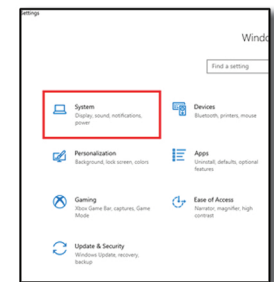 Settings
Windo
Find a setting
System
Display, sound, notifications,
power
Devices
Bluetooth, printers, mouse
Personalization
Background, lock screen, colors
Apps
Uninstall, defaults, optional
features
Gaming
Xbox Game Bar, captures, Game
Mode
Ease of Access
Narrator, magnifier, high
contrast
Update & Security
Windows Update, recovery,
backup